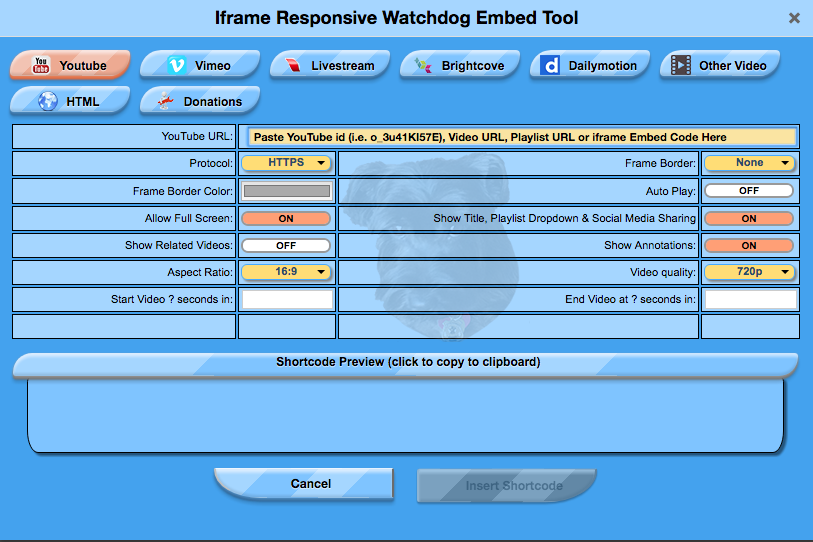 Iframe Responsive Watchdog Embed Tool
Youtube
Vimeo
Livestream
Brightcove
Dailymotion
Other Video
HTML
Donations
YouTube URL:
Paste YouTube id (i.e. o_3u41KI57E), Video URL, Playlist URL or iframe Embed Code Here
Protocol:
HTTPS
Frame Border:
None
Frame Border Color:
Auto Play:
OFF
Allow Full Screen:
ON
Show Title, Playlist Dropdown & Social Media Sharing
ON
Show Related Videos:
OFF
Show Annotations:
ON
Aspect Ratio:
16:9
Video quality:
720p
Start Video ? seconds in:
End Video at ? seconds in:
Shortcode Preview (click to copy to clipboard)
Cancel
Insert Shortcode